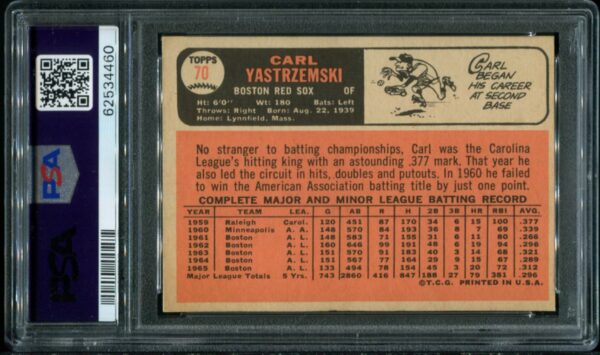 62534460
PSA
PSA
TOPPS
70
CARL
YASTRZEMSKI
BOSTON RED SOX OF
Ht: 6'0" Wt: 180 Bats: Left
Throws: Right Born: Aug. 22, 1939
Home: Lynnfield, Mass.
CARL
BEGAN
HIS CAREER
AT SECOND
BASE
No stranger to batting championships, Carl was the Carolina
League's hitting king with an astounding .377 mark. That year he
also led the circuit in hits, doubles and putouts. In 1960 he failed
to win the American Association batting title by just one point.
COMPLETE MAJOR AND MINOR LEAGUE BATTING RECORD
YEAR TEAM LEA. G AB R H 2B 3B HR RBI AVG.
1959 Raleigh Carol. 120 451 87 170 34 6 15 100 .377
1960 Minneapolis A. A. 148 570 84 193 36 8 7 69 .339
1961 Boston A. L. 148 583 71 155 31 6 11 80 .266
1962 Boston A. L. 160 646 99 191 43 6 19 94 .296
1963 Boston A. L. 151 570 91 183 40 3 14 68 .321
1964 Boston A. L. 151 567 77 164 29 9 15 67 .289
1965 Boston A. L. 133 494 78 154 45 3 20 72 .312
Major League Totals 5 Yrs. 743 2860 416 847 188 27 79 381 .296
©T.C.G. PRINTED IN U.S.A.